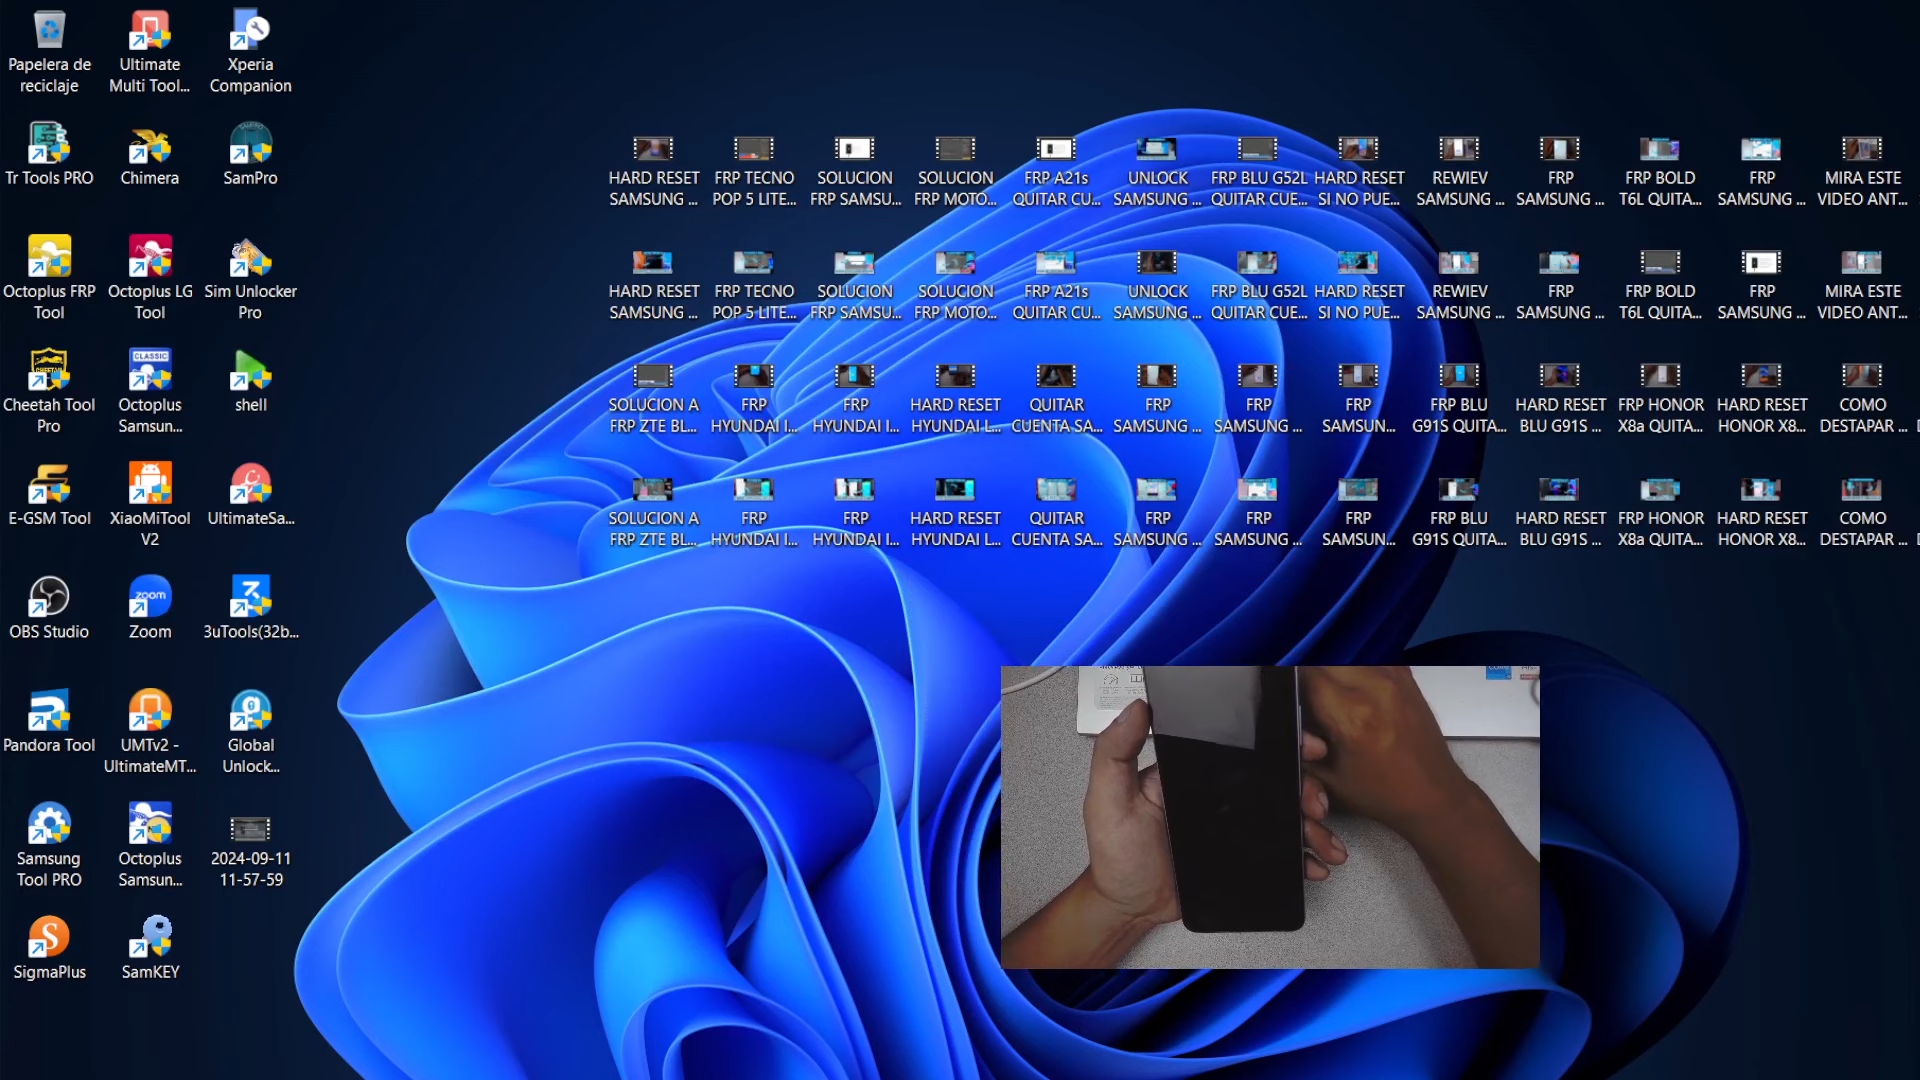 Papelera de
reciclaje
Ultimate
Multi Tool...
Xperia
Companion
Tr Tools PRO
Chimera
SamPro
Octoplus FRP
Tool
Octoplus LG
Tool
Sim Unlocker
Pro
Cheetah Tool
Pro
CLASSIC
Octoplus
Samsun...
shell
E-GSM Tool
XiaoMiTool
V2
UltimateSa...
OBS Studio
zoom
Zoom
3uTools(32b...
Pandora Tool
UMTv2 -
UltimateMT...
Global
Unlock...
Samsung
Tool PRO
Octoplus
Samsun...
2024-09-11
11-57-59
SigmaPlus
SamKEY
HARD RESET
SAMSUNG ...
FRP TECNO
POP 5 LITE...
SOLUCION
FRP SAMSU...
SOLUCION
FRP MOTO...
FRP A21s
QUITAR CU...
UNLOCK
SAMSUNG ...
FRP BLU G52L
QUITAR CUE...
HARD RESET
SI NO PUE...
REWIEV
SAMSUNG ...
FRP
SAMSUNG ...
FRP BOLD
T6L QUITA...
FRP
SAMSUNG ...
MIRA ESTE
VIDEO ANT...
HARD RESET
SAMSUNG ...
FRP TECNO
POP 5 LITE...
SOLUCION
FRP SAMSU...
SOLUCION
FRP MOTO...
FRP A21s
QUITAR CU...
UNLOCK
SAMSUNG ...
FRP BLU G52L
QUITAR CUE...
HARD RESET
SI NO PUE...
REWIEV
SAMSUNG ...
FRP
SAMSUNG ...
FRP BOLD
T6L QUITA...
FRP
SAMSUNG ...
MIRA ESTE
VIDEO ANT...
SOLUCION A
FRP ZTE BL...
FRP
HYUNDAI I...
FRP
HYUNDAI I...
HARD RESET
HYUNDAI L...
QUITAR
CUENTA SA...
FRP
SAMSUNG ...
FRP
SAMSUNG ...
FRP
SAMSUN...
FRP BLU
G91S QUITA...
HARD RESET
BLU G91S ...
FRP HONOR
X8a QUITA...
HARD RESET
HONOR X8...
COMO
DESTAPAR ...
SOLUCION A
FRP ZTE BL...
FRP
HYUNDAI I...
FRP
HYUNDAI I...
HARD RESET
HYUNDAI L...
QUITAR
CUENTA SA...
FRP
SAMSUNG ...
FRP
SAMSUNG ...
FRP
SAMSUN...
FRP BLU
G91S QUITA...
HARD RESET
BLU G91S ...
FRP HONOR
X8a QUITA...
HARD RESET
HONOR X8...
COMO
DESTAPAR ...